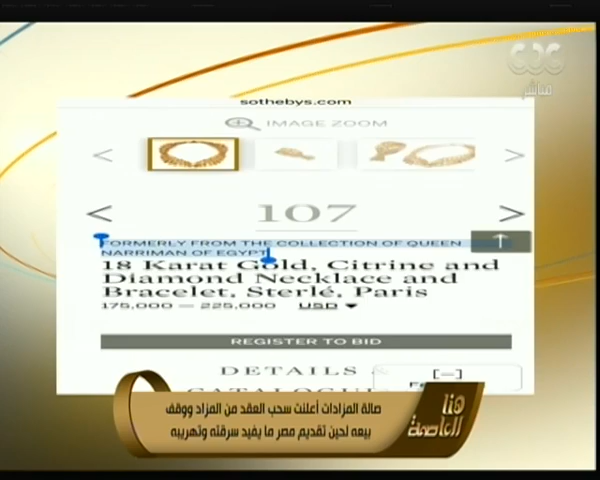 CBC
مباشر
sothebys.com
IMAGE ZOOM
107
FORMERLY FROM THE COLLECTION OF QUEEN
NARRIMAN OF EGYPT
18 Karat Gold, Citrine and
Diamond Necklace and
Bracelet, Sterlé, Paris
175,000 — 225,000 USD
REGISTER TO BID
DETAILS &
CATALOGUE
صالة المزادات أعلنت سحب العقد من المزاد ووقف
بيعه لحين تقديم مصر ما يفيد سرقته وتهريبه
هنا
العاصمة